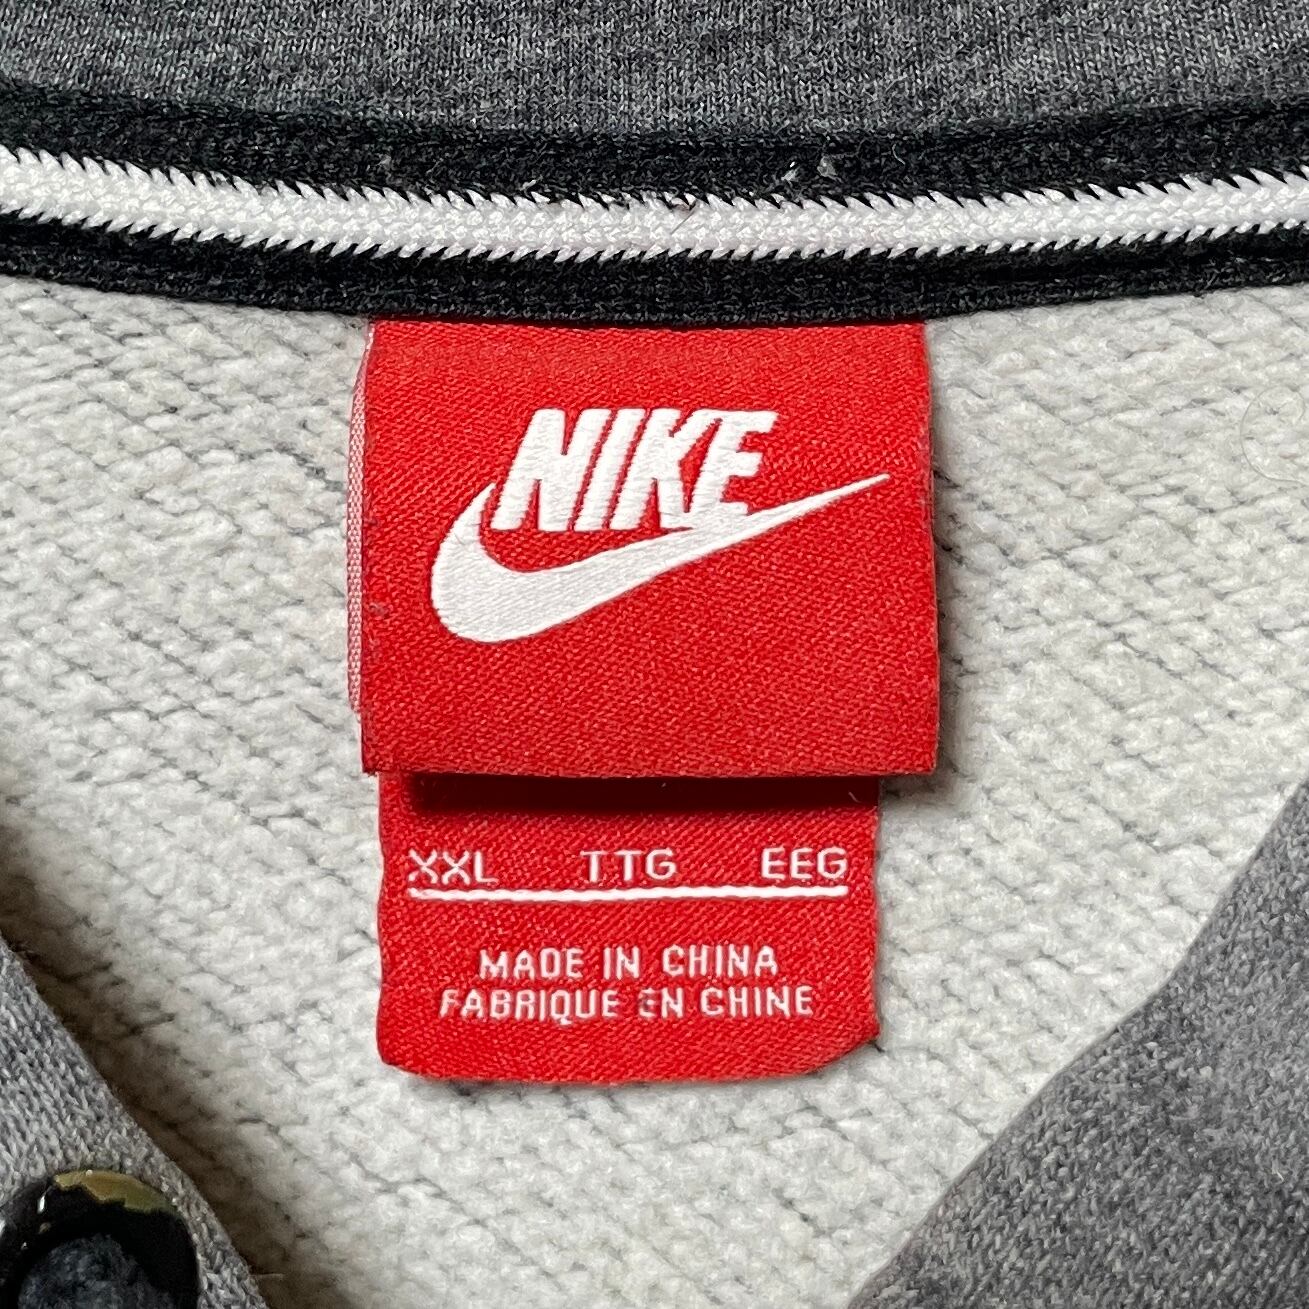 NIKE
XXL TTG EEG
MADE IN CHINA
FABRIQUE EN CHINE